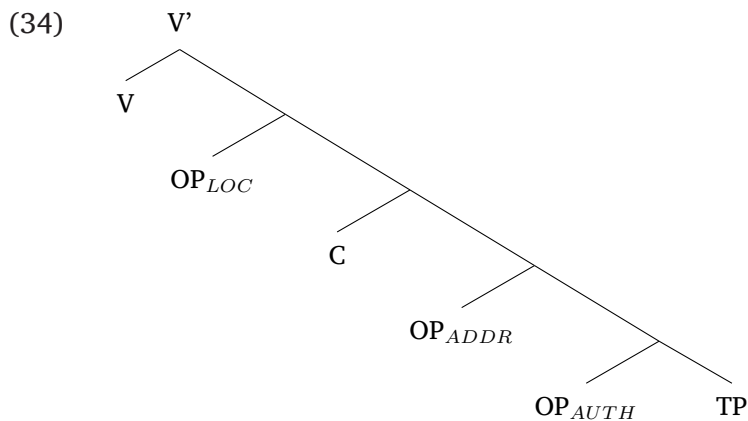 (34) V'
V
OP_LOC
C
OP_ADDR
OP_AUTH TP